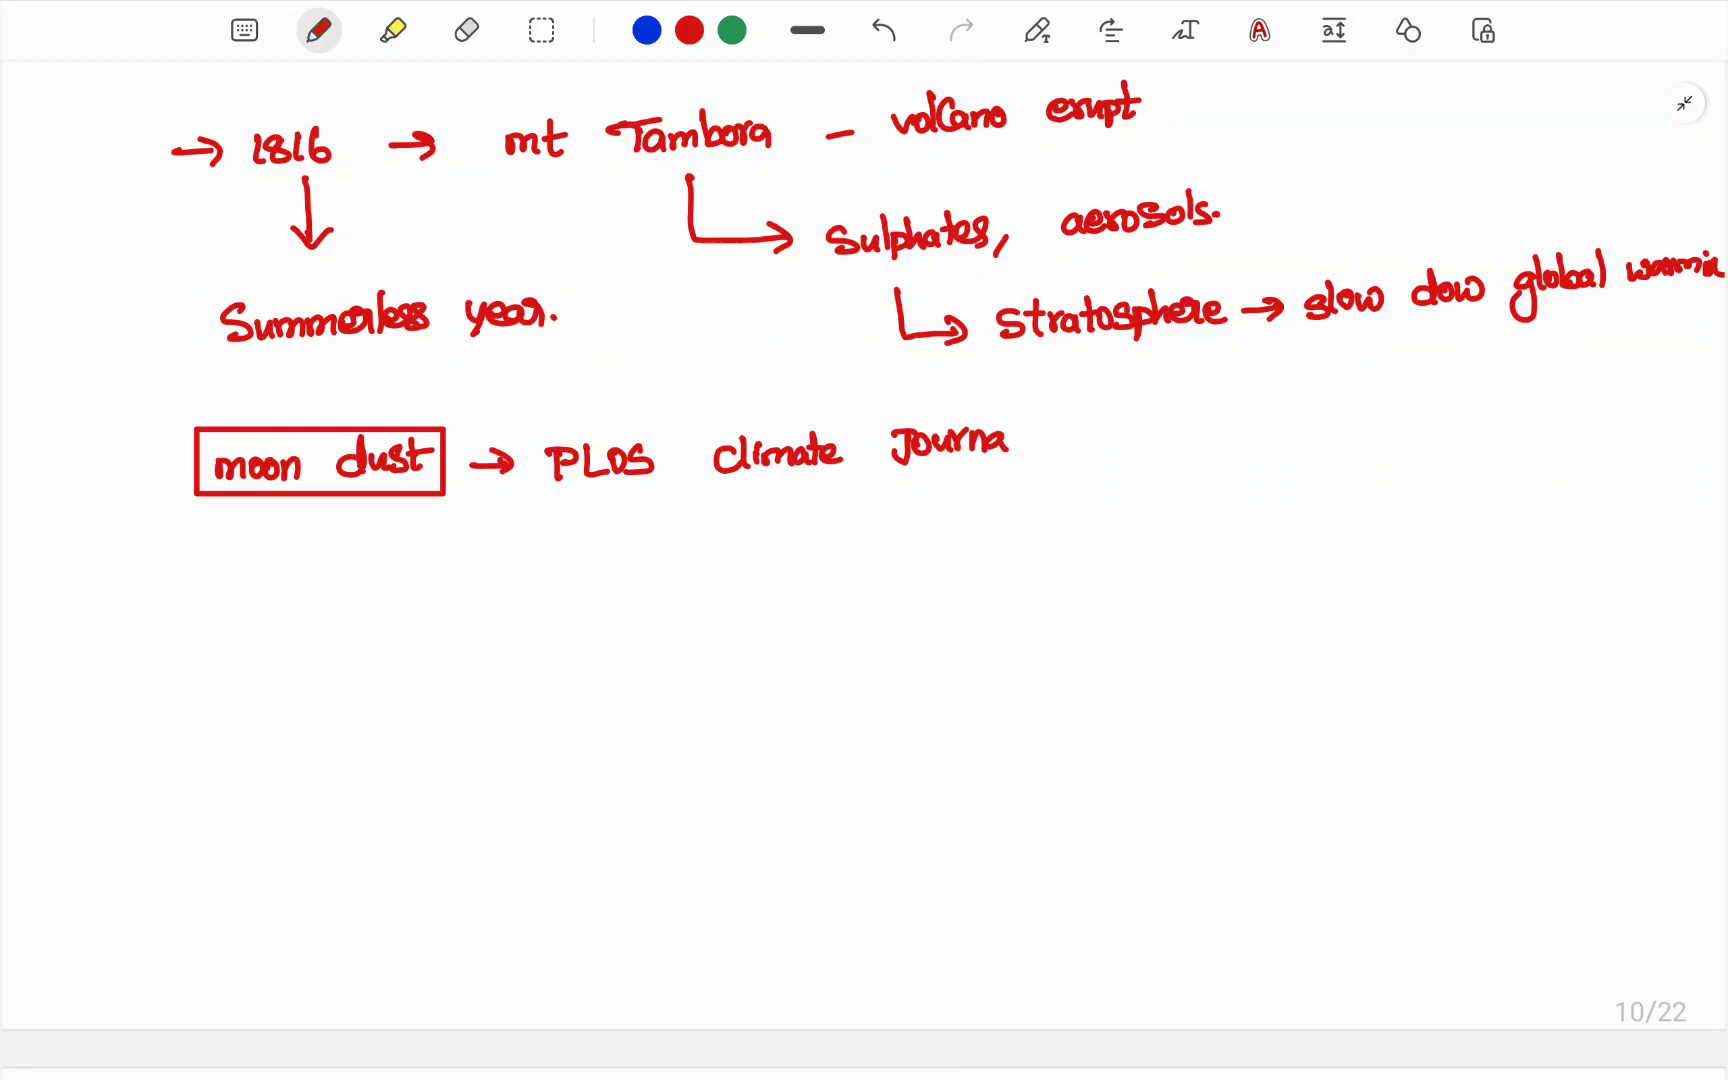 → 1816 → mt Tambora - volcano erupt
Sulphates, aerosols.
Summerless year.
stratosphere → slow dow global warmin
moon dust → PLOS climate Journa
10/22